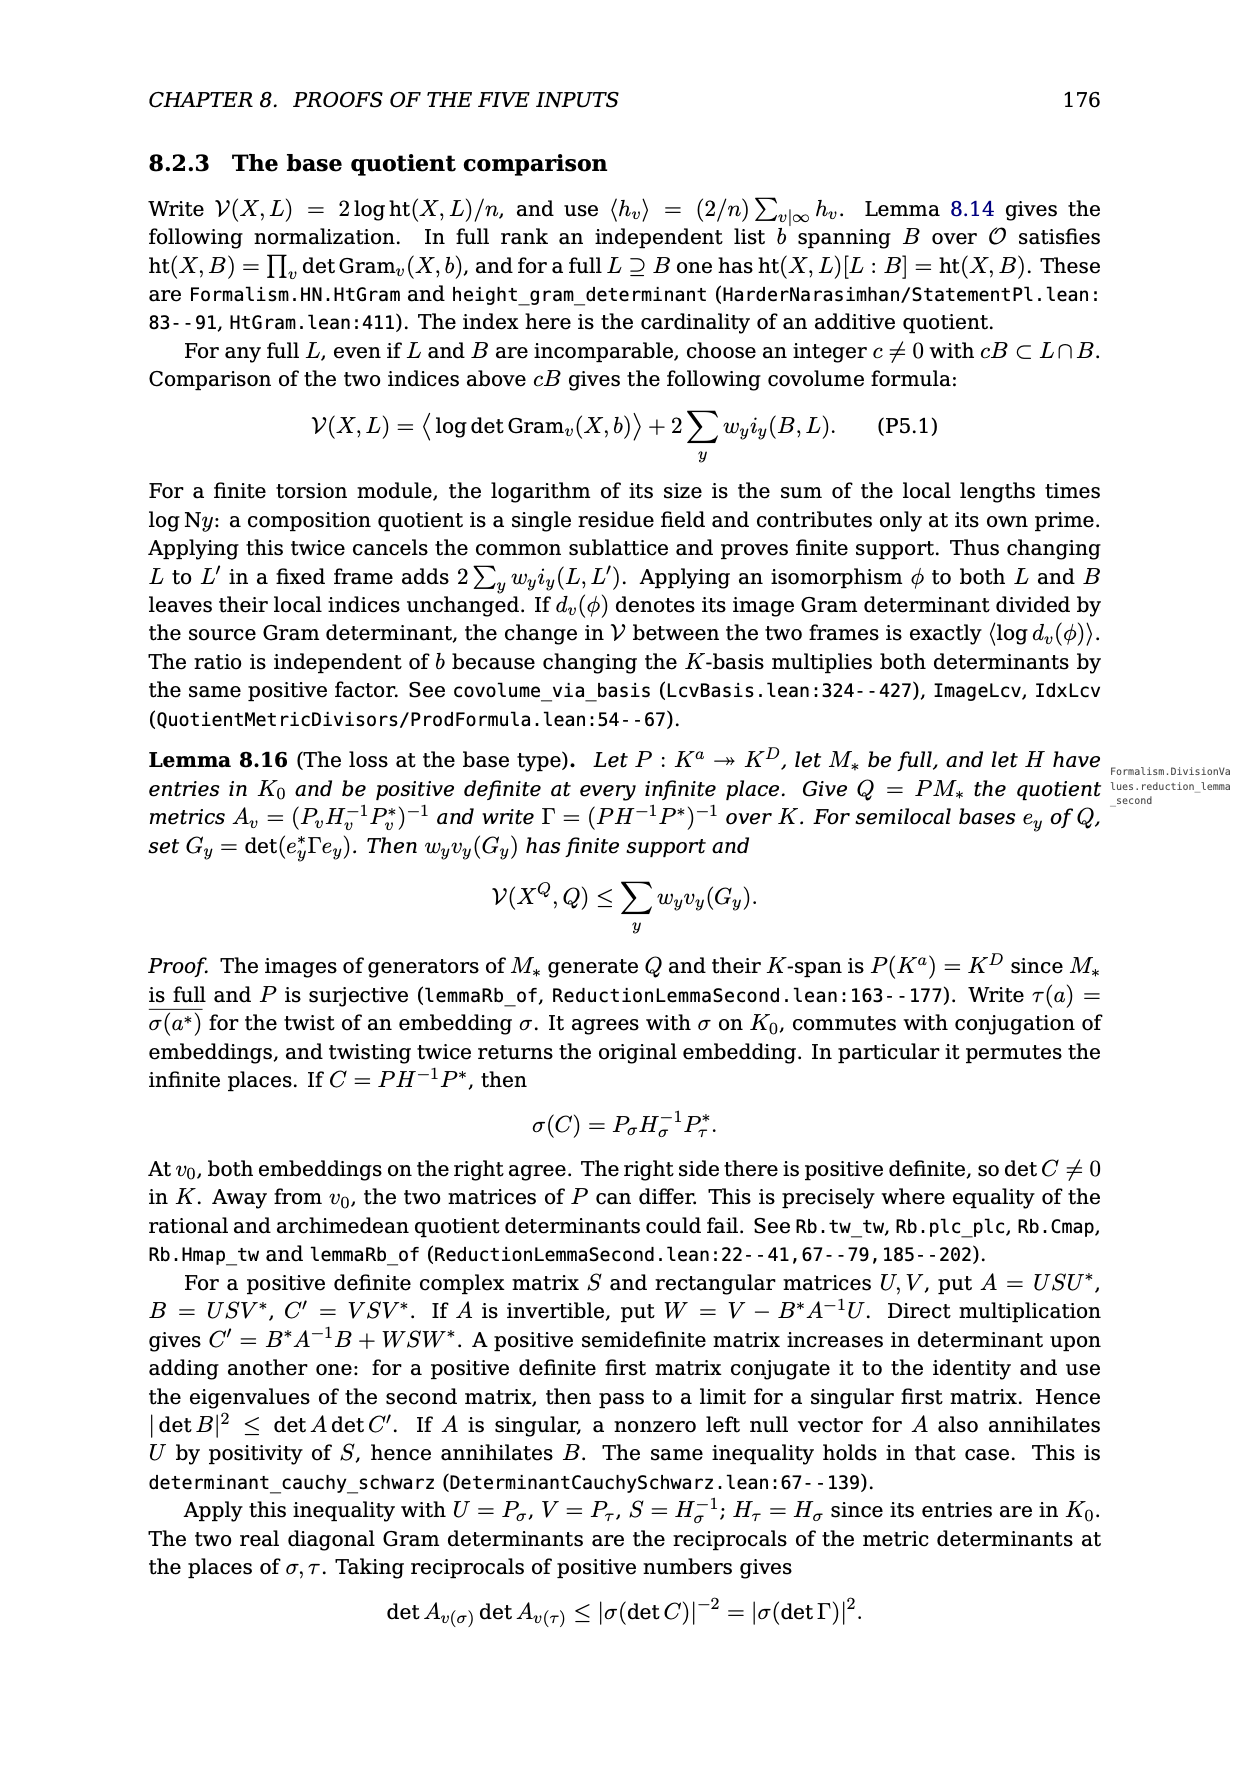 CHAPTER 8. PROOFS OF THE FIVE INPUTS 176
8.2.3 The base quotient comparison
Write 𝒱(X, L) = 2 log ht(X, L)/n, and use ⟨h_v⟩ = (2/n) ∑_{v|∞} h_v. Lemma 8.14 gives the
following normalization. In full rank an independent list b spanning B over 𝒪 satisfies
ht(X, B) = ∏_v det Gram_v(X, b), and for a full L ⊇ B one has ht(X, L)[L : B] = ht(X, B). These
are Formalism.HN.HtGram and height_gram_determinant (HarderNarasimhan/StatementPl.lean:
83--91, HtGram.lean:411). The index here is the cardinality of an additive quotient.
For any full L, even if L and B are incomparable, choose an integer c ≠ 0 with cB ⊂ L∩B.
Comparison of the two indices above cB gives the following covolume formula:
𝒱(X, L) = ⟨ log det Gram_v(X, b)⟩ + 2 ∑_y w_y i_y(B, L). (P5.1)
For a finite torsion module, the logarithm of its size is the sum of the local lengths times
log Ny: a composition quotient is a single residue field and contributes only at its own prime.
Applying this twice cancels the common sublattice and proves finite support. Thus changing
L to L′ in a fixed frame adds 2 ∑_y w_y i_y(L, L′). Applying an isomorphism ϕ to both L and B
leaves their local indices unchanged. If d_v(ϕ) denotes its image Gram determinant divided by
the source Gram determinant, the change in 𝒱 between the two frames is exactly ⟨log d_v(ϕ)⟩.
The ratio is independent of b because changing the K-basis multiplies both determinants by
the same positive factor. See covolume_via_basis (LcvBasis.lean:324--427), ImageLcv, IdxLcv
(QuotientMetricDivisors/ProdFormula.lean:54--67).
Lemma 8.16 (The loss at the base type). Let P : K^a ↠ K^D, let M_* be full, and let H have
entries in K_0 and be positive definite at every infinite place. Give Q = PM_* the quotient
metrics A_v = (P_v H_v^{-1} P_v^*)^{-1} and write Γ = (PH^{-1}P^*)^{-1} over K. For semilocal bases e_y of Q,
set G_y = det(e_y^* Γ e_y). Then w_y v_y(G_y) has finite support and
Formalism.DivisionVa
lues.reduction_lemma
_second
𝒱(X^Q, Q) ≤ ∑_y w_y v_y(G_y).
Proof. The images of generators of M_* generate Q and their K-span is P(K^a) = K^D since M_*
is full and P is surjective (lemmaRb_of, ReductionLemmaSecond.lean:163--177). Write τ(a) =
\overline{σ(a^*)} for the twist of an embedding σ. It agrees with σ on K_0, commutes with conjugation of
embeddings, and twisting twice returns the original embedding. In particular it permutes the
infinite places. If C = PH^{-1}P^*, then
σ(C) = P_σ H_σ^{-1} P_τ^*.
At v_0, both embeddings on the right agree. The right side there is positive definite, so det C ≠ 0
in K. Away from v_0, the two matrices of P can differ. This is precisely where equality of the
rational and archimedean quotient determinants could fail. See Rb.tw_tw, Rb.plc_plc, Rb.Cmap,
Rb.Hmap_tw and lemmaRb_of (ReductionLemmaSecond.lean:22--41,67--79,185--202).
For a positive definite complex matrix S and rectangular matrices U, V, put A = USU^*,
B = USV^*, C′ = VSV^*. If A is invertible, put W = V − B^*A^{-1}U. Direct multiplication
gives C′ = B^*A^{-1}B + WSW^*. A positive semidefinite matrix increases in determinant upon
adding another one: for a positive definite first matrix conjugate it to the identity and use
the eigenvalues of the second matrix, then pass to a limit for a singular first matrix. Hence
|det B|^2 ≤ det A det C′. If A is singular, a nonzero left null vector for A also annihilates
U by positivity of S, hence annihilates B. The same inequality holds in that case. This is
determinant_cauchy_schwarz (DeterminantCauchySchwarz.lean:67--139).
Apply this inequality with U = P_σ, V = P_τ, S = H_σ^{-1}; H_τ = H_σ since its entries are in K_0.
The two real diagonal Gram determinants are the reciprocals of the metric determinants at
the places of σ, τ. Taking reciprocals of positive numbers gives
det A_{v(σ)} det A_{v(τ)} ≤ |σ(det C)|^{-2} = |σ(det Γ)|^2.